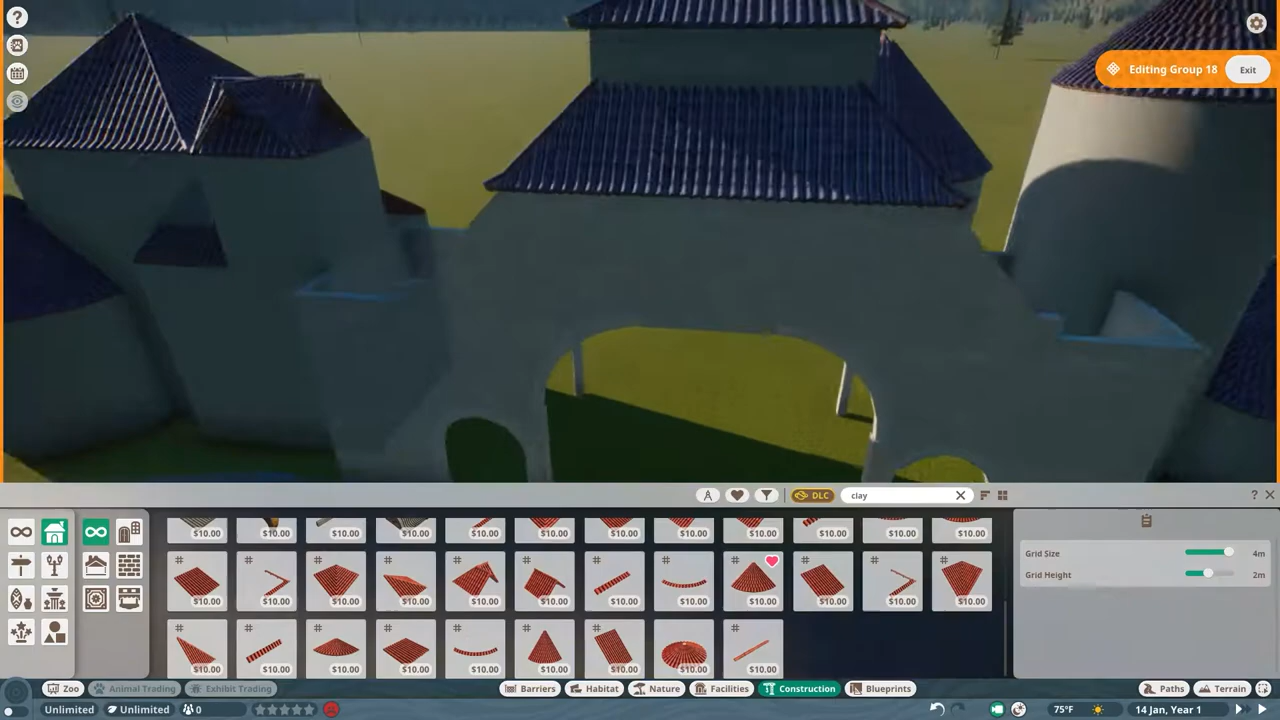 ?
Editing Group 18 Exit
DLC clay
? 
$10.00 $10.00 $10.00 $10.00 $10.00 $10.00 $10.00 $10.00 $10.00 $10.00 $10.00 $10.00
Grid Size 4m
Grid Height 2m
$10.00 $10.00 $10.00 $10.00 $10.00 $10.00 $10.00 $10.00 $10.00 $10.00 $10.00 $10.00
$10.00 $10.00 $10.00 $10.00 $10.00 $10.00 $10.00 $10.00 $10.00
Zoo Animal Trading Exhibit Trading Barriers Habitat Nature Facilities Construction Blueprints Paths Terrain
Unlimited Unlimited 0 75°F 14 Jan, Year 1